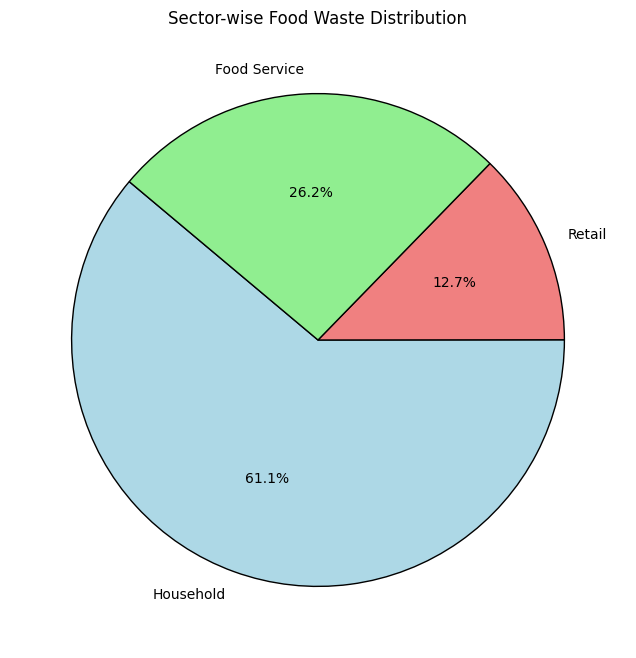 Sector-wise Food Waste Distribution
Food Service
26.2%
Retail
12.7%
61.1%
Household